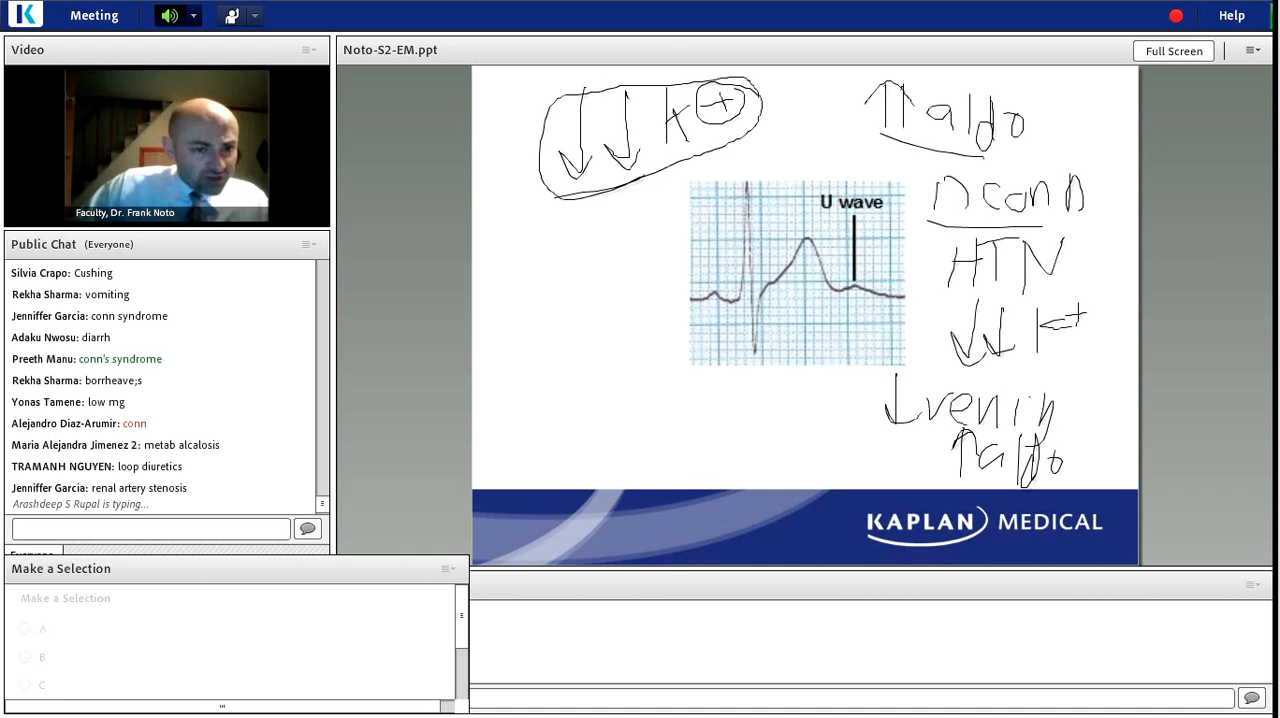 Meeting
Help
Video
Faculty, Dr. Frank Noto
Public Chat (Everyone)
Silvia Crapo: Cushing
Rekha Sharma: vomiting
Jenniffer Garcia: conn syndrome
Adaku Nwosu: diarrh
Preeth Manu: conn's syndrome
Rekha Sharma: borrheave;s
Yonas Tamene: low mg
Alejandro Diaz-Arumir: conn
Maria Alejandra Jimenez 2: metab alcalosis
TRAMANH NGUYEN: loop diuretics
Jenniffer Garcia: renal artery stenosis
Arashdeep S Rupal is typing...
Make a Selection
Make a Selection
A
B
C
Noto-S2-EM.ppt
Full Screen
↓↓ K +
↑↑ aldo
U wave
conn
HTN
↓↓ K+
↓ renin
↑ aldo
KAPLAN MEDICAL